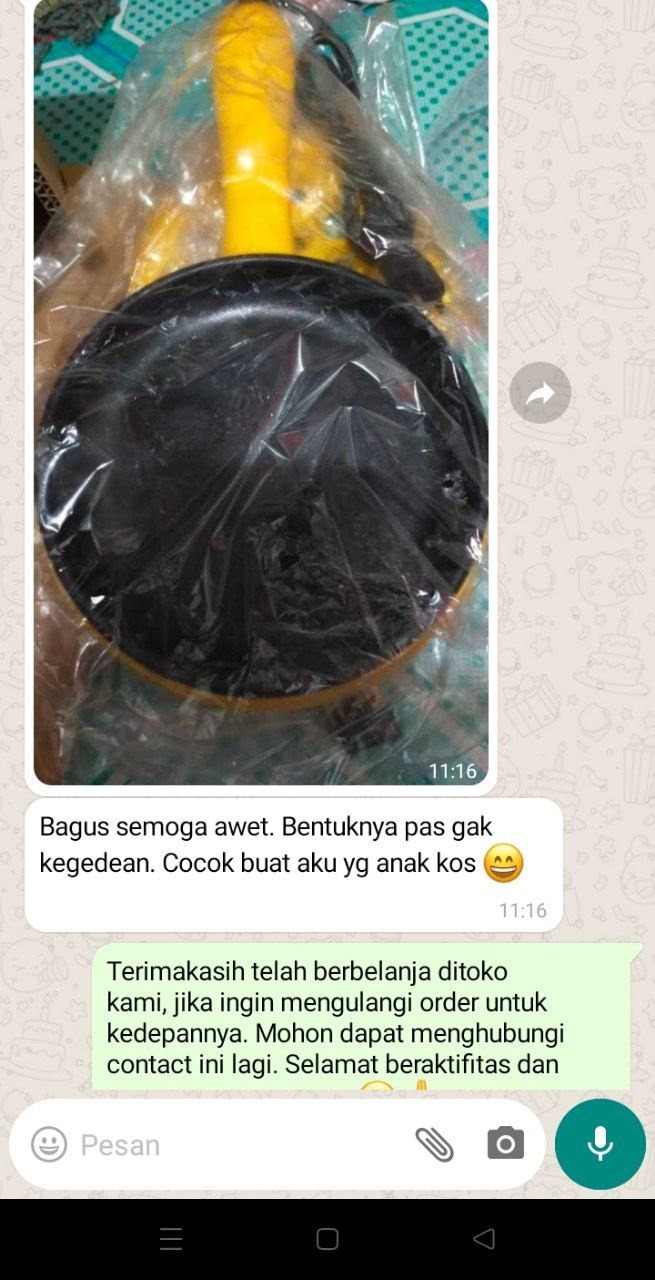 11:16
Bagus semoga awet. Bentuknya pas gak
kegedean. Cocok buat aku yg anak kos 😄
11:16
Terimakasih telah berbelanja ditoko
kami, jika ingin mengulangi order untuk
kedepannya. Mohon dapat menghubungi
contact ini lagi. Selamat beraktifitas dan
Pesan